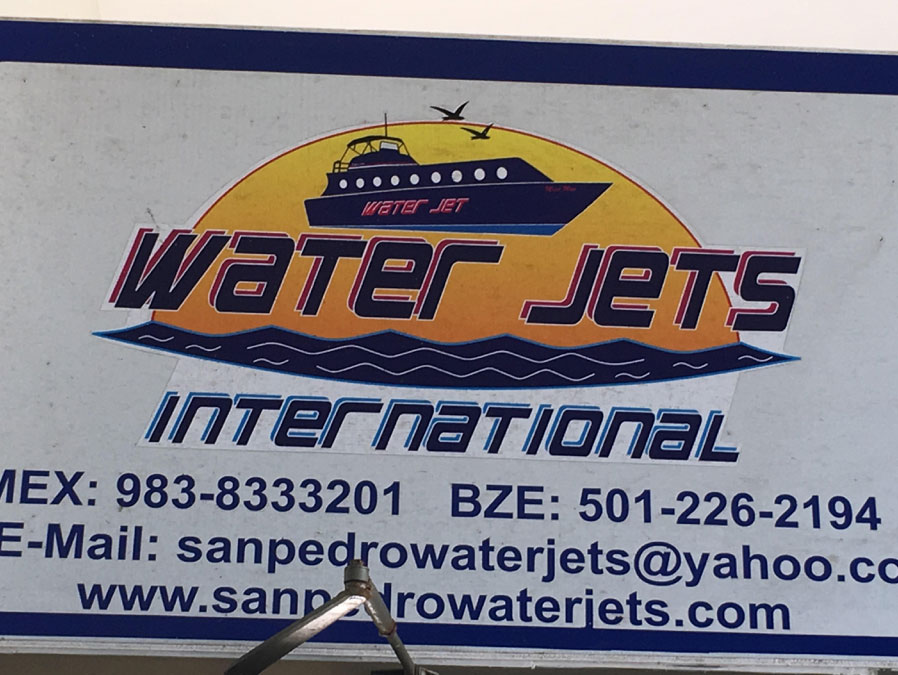 WATER JET
WATER JETS
INTERNATIONAL
MEX: 983-8333201 BZE: 501-226-2194
E-Mail: sanpedrowaterjets@yahoo.co
www.sanpedrowaterjets.com